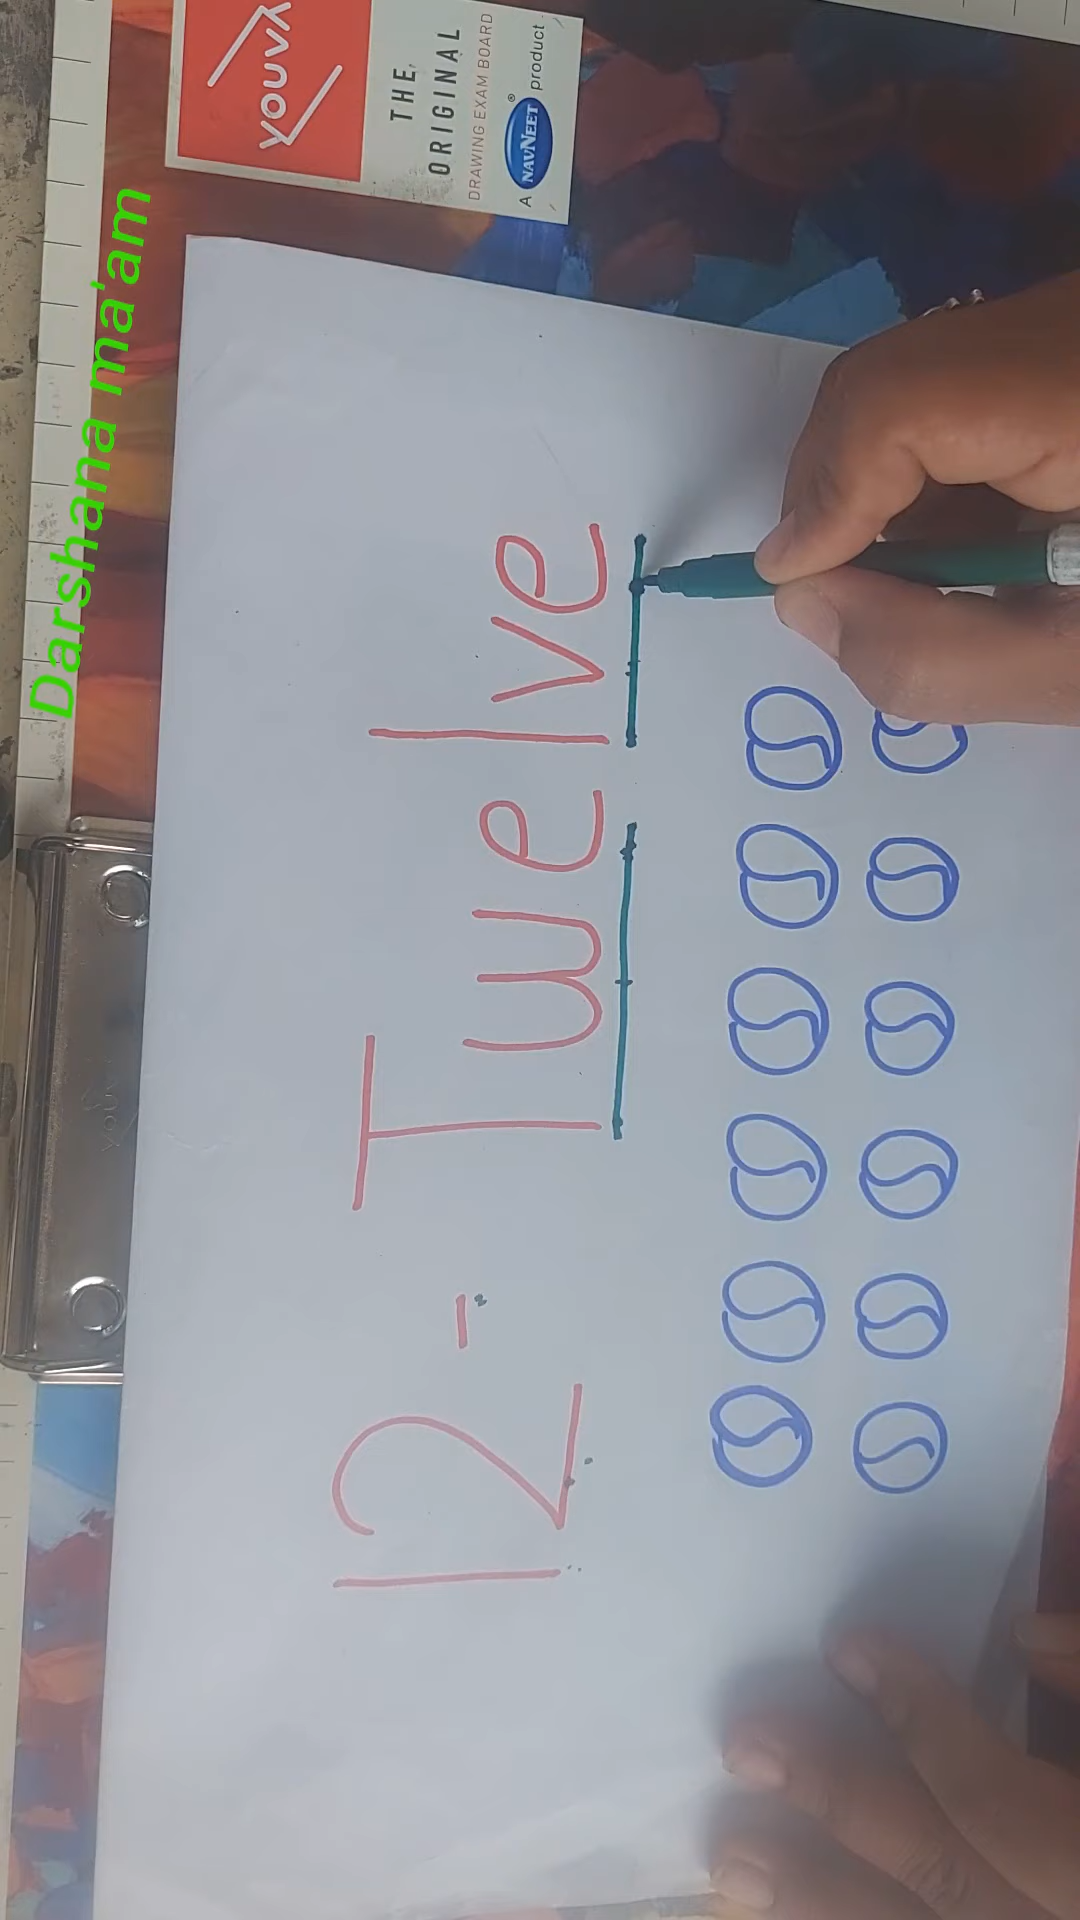 Darshana ma'am
YOUVA
THE
ORIGINAL
DRAWING EXAM BOARD
A NAVNEET® product
12 - Twelve